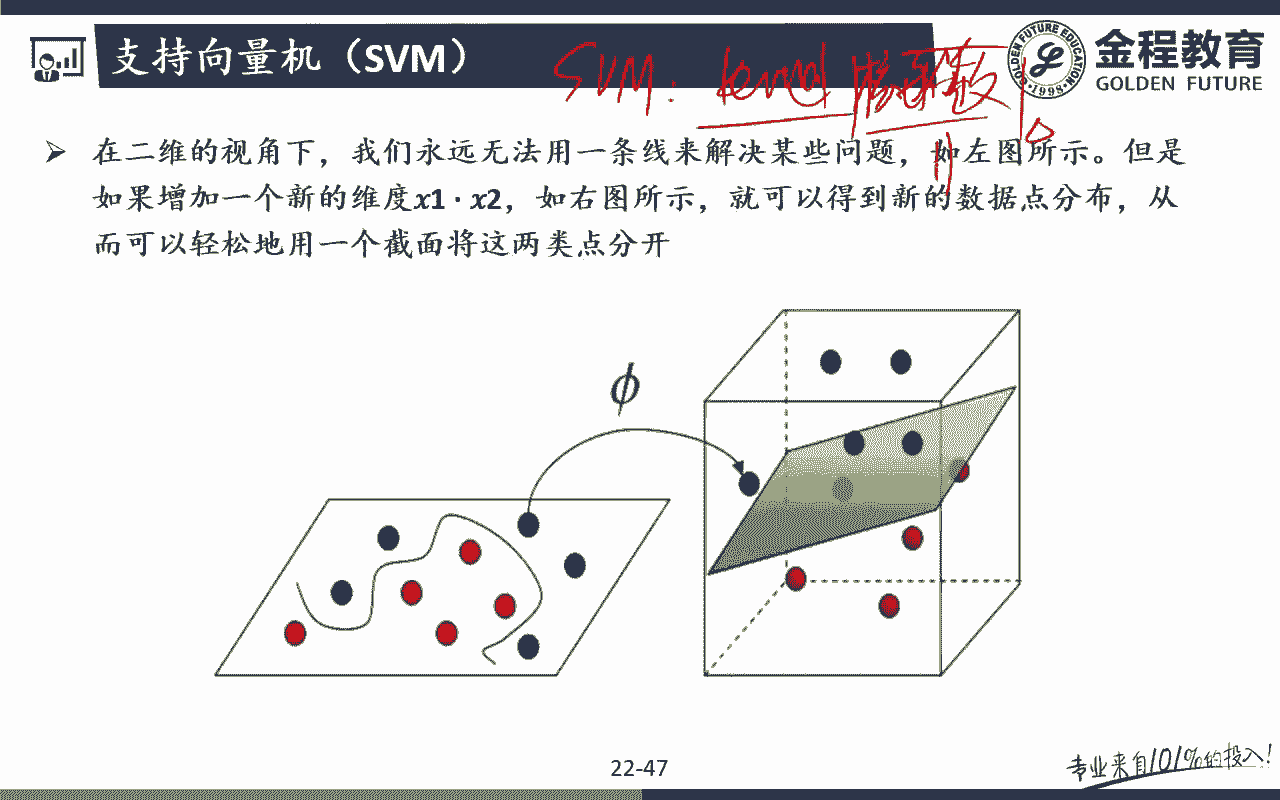 支持向量机（SVM）
SVM: kernel 核函数
金程教育
GOLDEN FUTURE
GOLDEN FUTURE EDUCATION
·1998·
➢ 在二维的视角下，我们永远无法用一条线来解决某些问题，如左图所示。但是
如果增加一个新的维度x1 · x2，如右图所示，就可以得到新的数据点分布，从
而可以轻松地用一个截面将这两类点分开
ϕ
22-47
专业来自101%的投入!